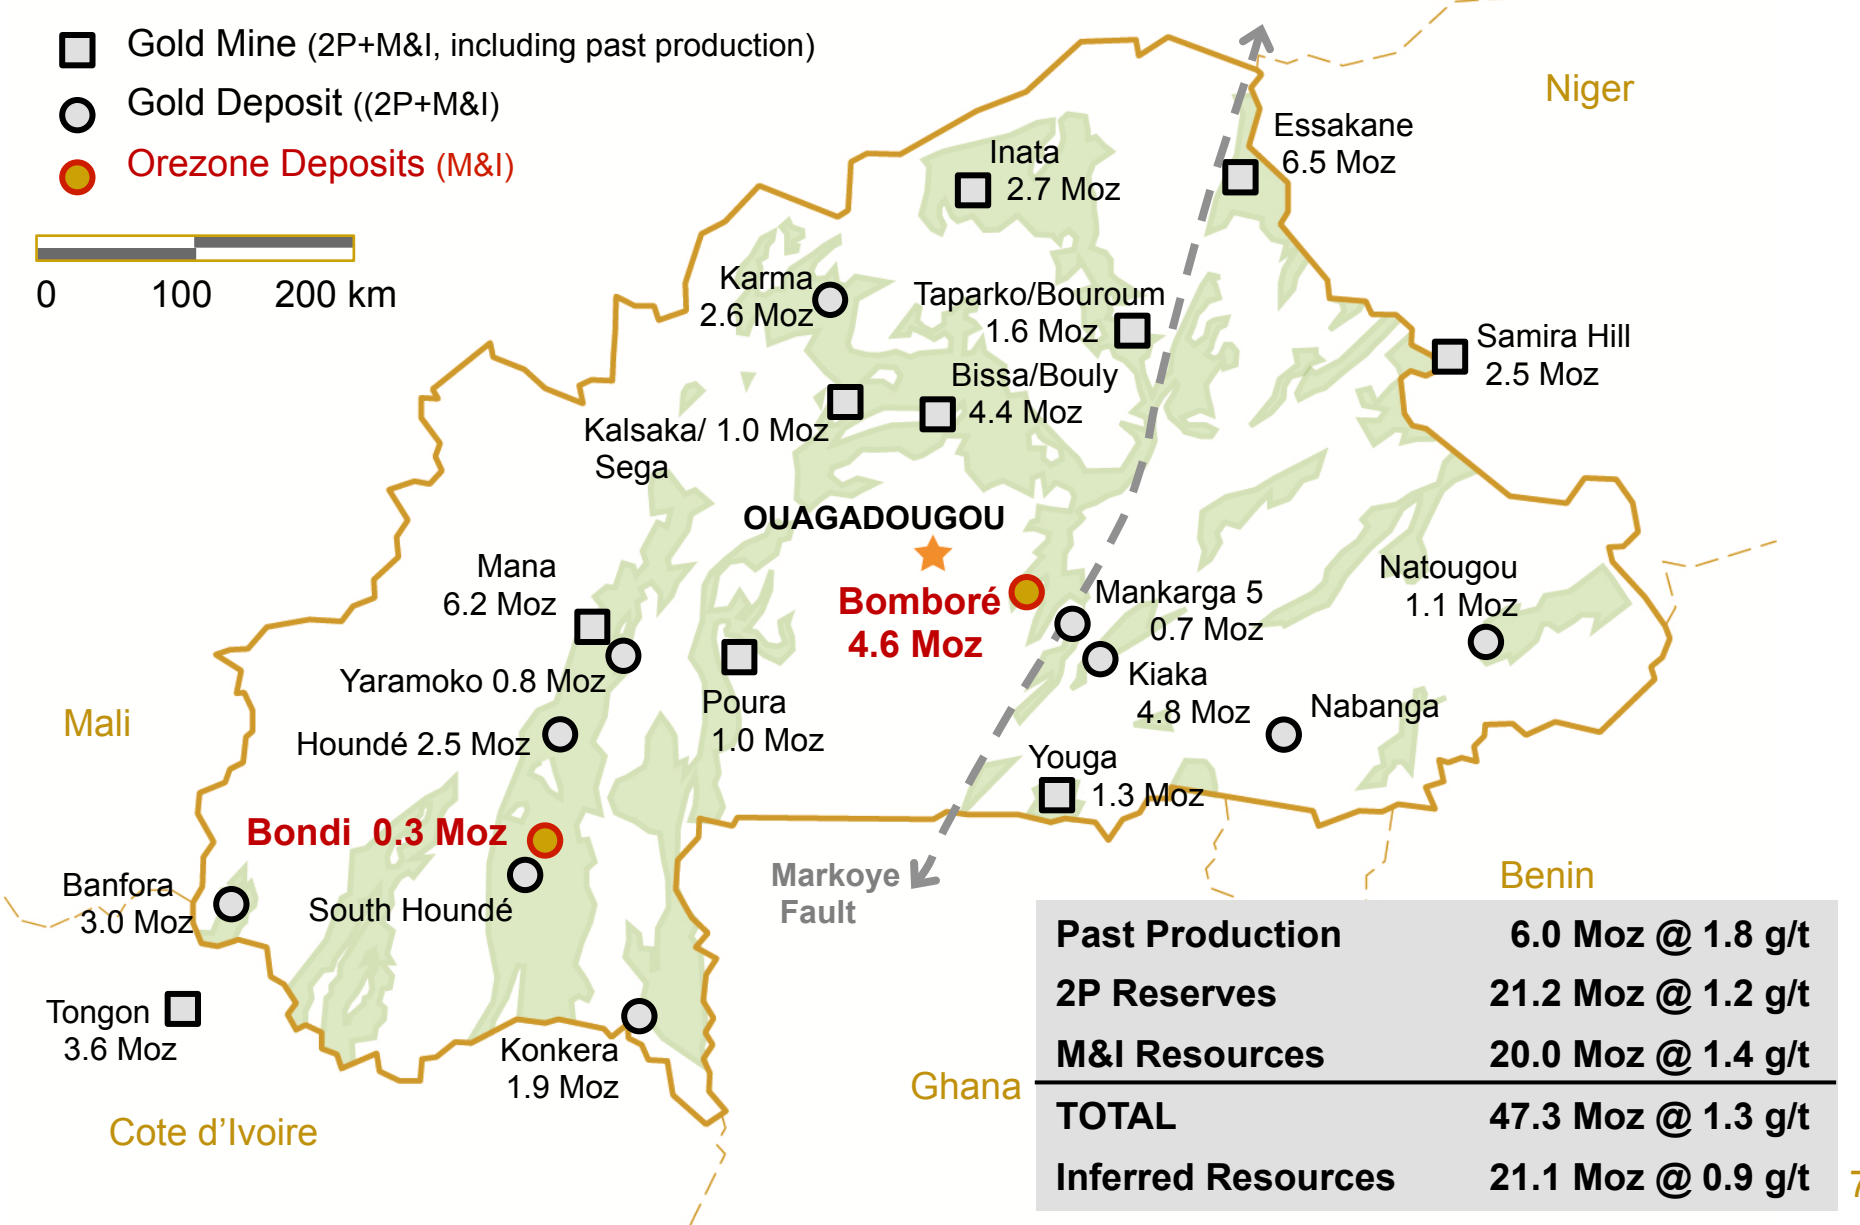 Gold Mine (2P+M&I, including past production)
Gold Deposit ((2P+M&I)
Orezone Deposits (M&I)
0 100 200 km
Niger
Essakane
6.5 Moz
Inata
2.7 Moz
Karma
2.6 Moz
Taparko/Bouroum
1.6 Moz
Samira Hill
2.5 Moz
Bissa/Bouly
4.4 Moz
Kalsaka/ 1.0 Moz
Sega
OUAGADOUGOU
Mana
6.2 Moz
Bomboré
4.6 Moz
Mankarga 5
0.7 Moz
Natougou
1.1 Moz
Yaramoko 0.8 Moz
Kiaka
4.8 Moz
Poura
1.0 Moz
Nabanga
Mali
Houndé 2.5 Moz
Youga
1.3 Moz
Bondi 0.3 Moz
Markoye
Fault
Benin
Banfora
3.0 Moz
South Houndé
Tongon
3.6 Moz
Konkera
1.9 Moz
Ghana
Cote d’Ivoire
Past Production 6.0 Moz @ 1.8 g/t
2P Reserves 21.2 Moz @ 1.2 g/t
M&I Resources 20.0 Moz @ 1.4 g/t
TOTAL 47.3 Moz @ 1.3 g/t
Inferred Resources 21.1 Moz @ 0.9 g/t
7